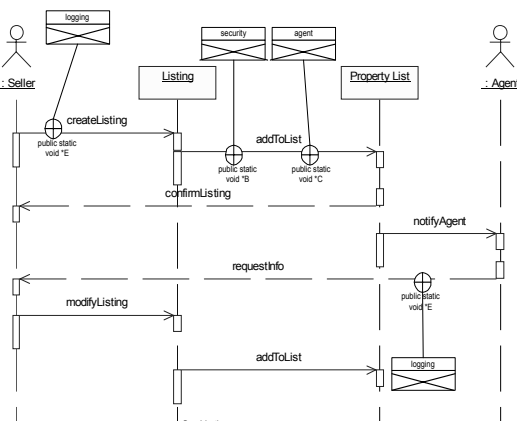 logging
security
agent
: Seller
Listing
Property List
: Agent
createListing
public static
void *E
addToList
public static
void *B
public static
void *C
confirmListing
notifyAgent
requestInfo
public static
void *E
modifyListing
addToList
logging